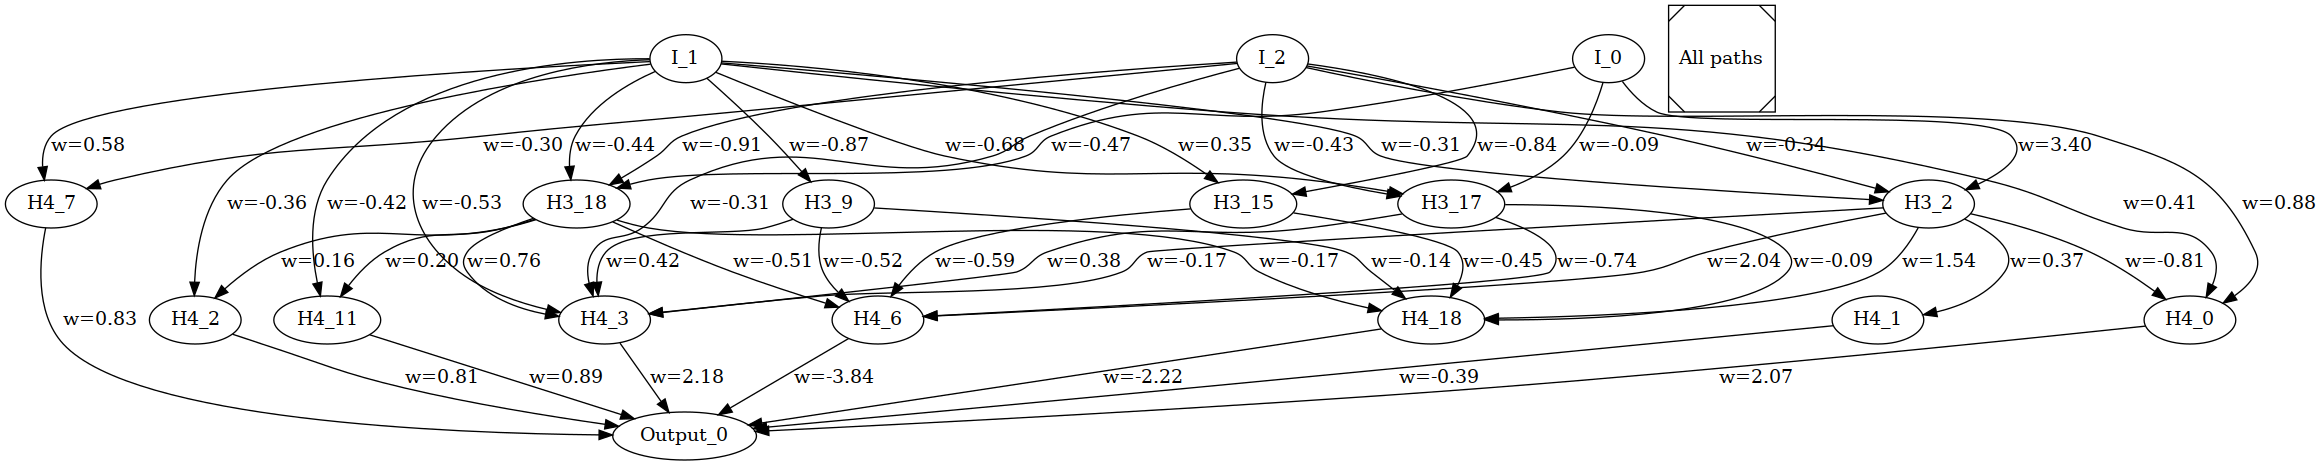 I_1
I_2
I_0
All paths
w=0.58
w=-0.30
w=-0.44
w=-0.91
w=-0.87
w=-0.68
w=-0.47
w=0.35
w=-0.43
w=-0.31
w=-0.84
w=-0.09
w=-0.34
w=3.40
H4_7
w=-0.36
w=-0.42
w=-0.53
H3_18
w=-0.31
H3_9
H3_15
H3_17
H3_2
w=0.41
w=0.88
w=0.16
w=0.20
w=0.76
w=0.42
w=-0.51
w=-0.52
w=-0.59
w=0.38
w=-0.17
w=-0.17
w=-0.14
w=-0.45
w=-0.74
w=2.04
w=-0.09
w=1.54
w=0.37
w=-0.81
w=0.83
H4_2
H4_11
H4_3
H4_6
H4_18
H4_1
H4_0
w=0.81
w=0.89
w=2.18
w=-3.84
w=-2.22
w=-0.39
w=2.07
Output_0